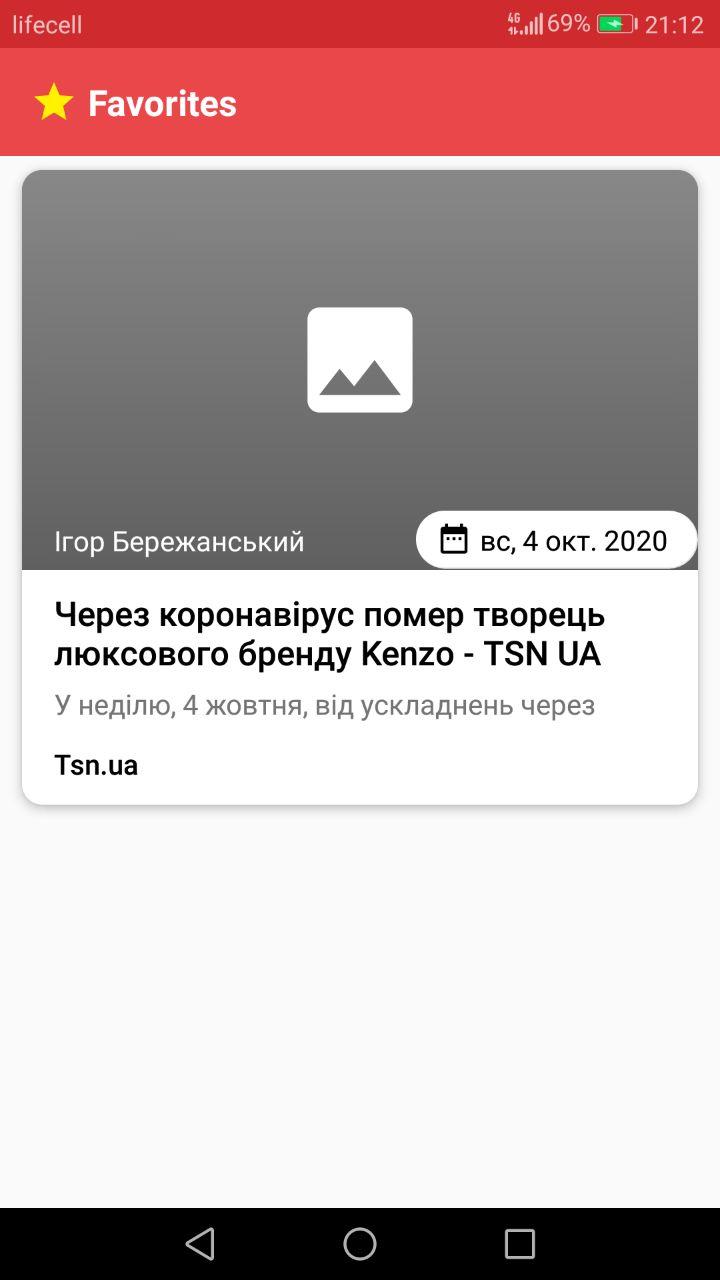 lifecell
4G 69% 21:12
Favorites
Ігор Бережанський
вс, 4 окт. 2020
Через коронавірус помер творець
люксового бренду Kenzo - TSN UA
У неділю, 4 жовтня, від ускладнень через
Tsn.ua